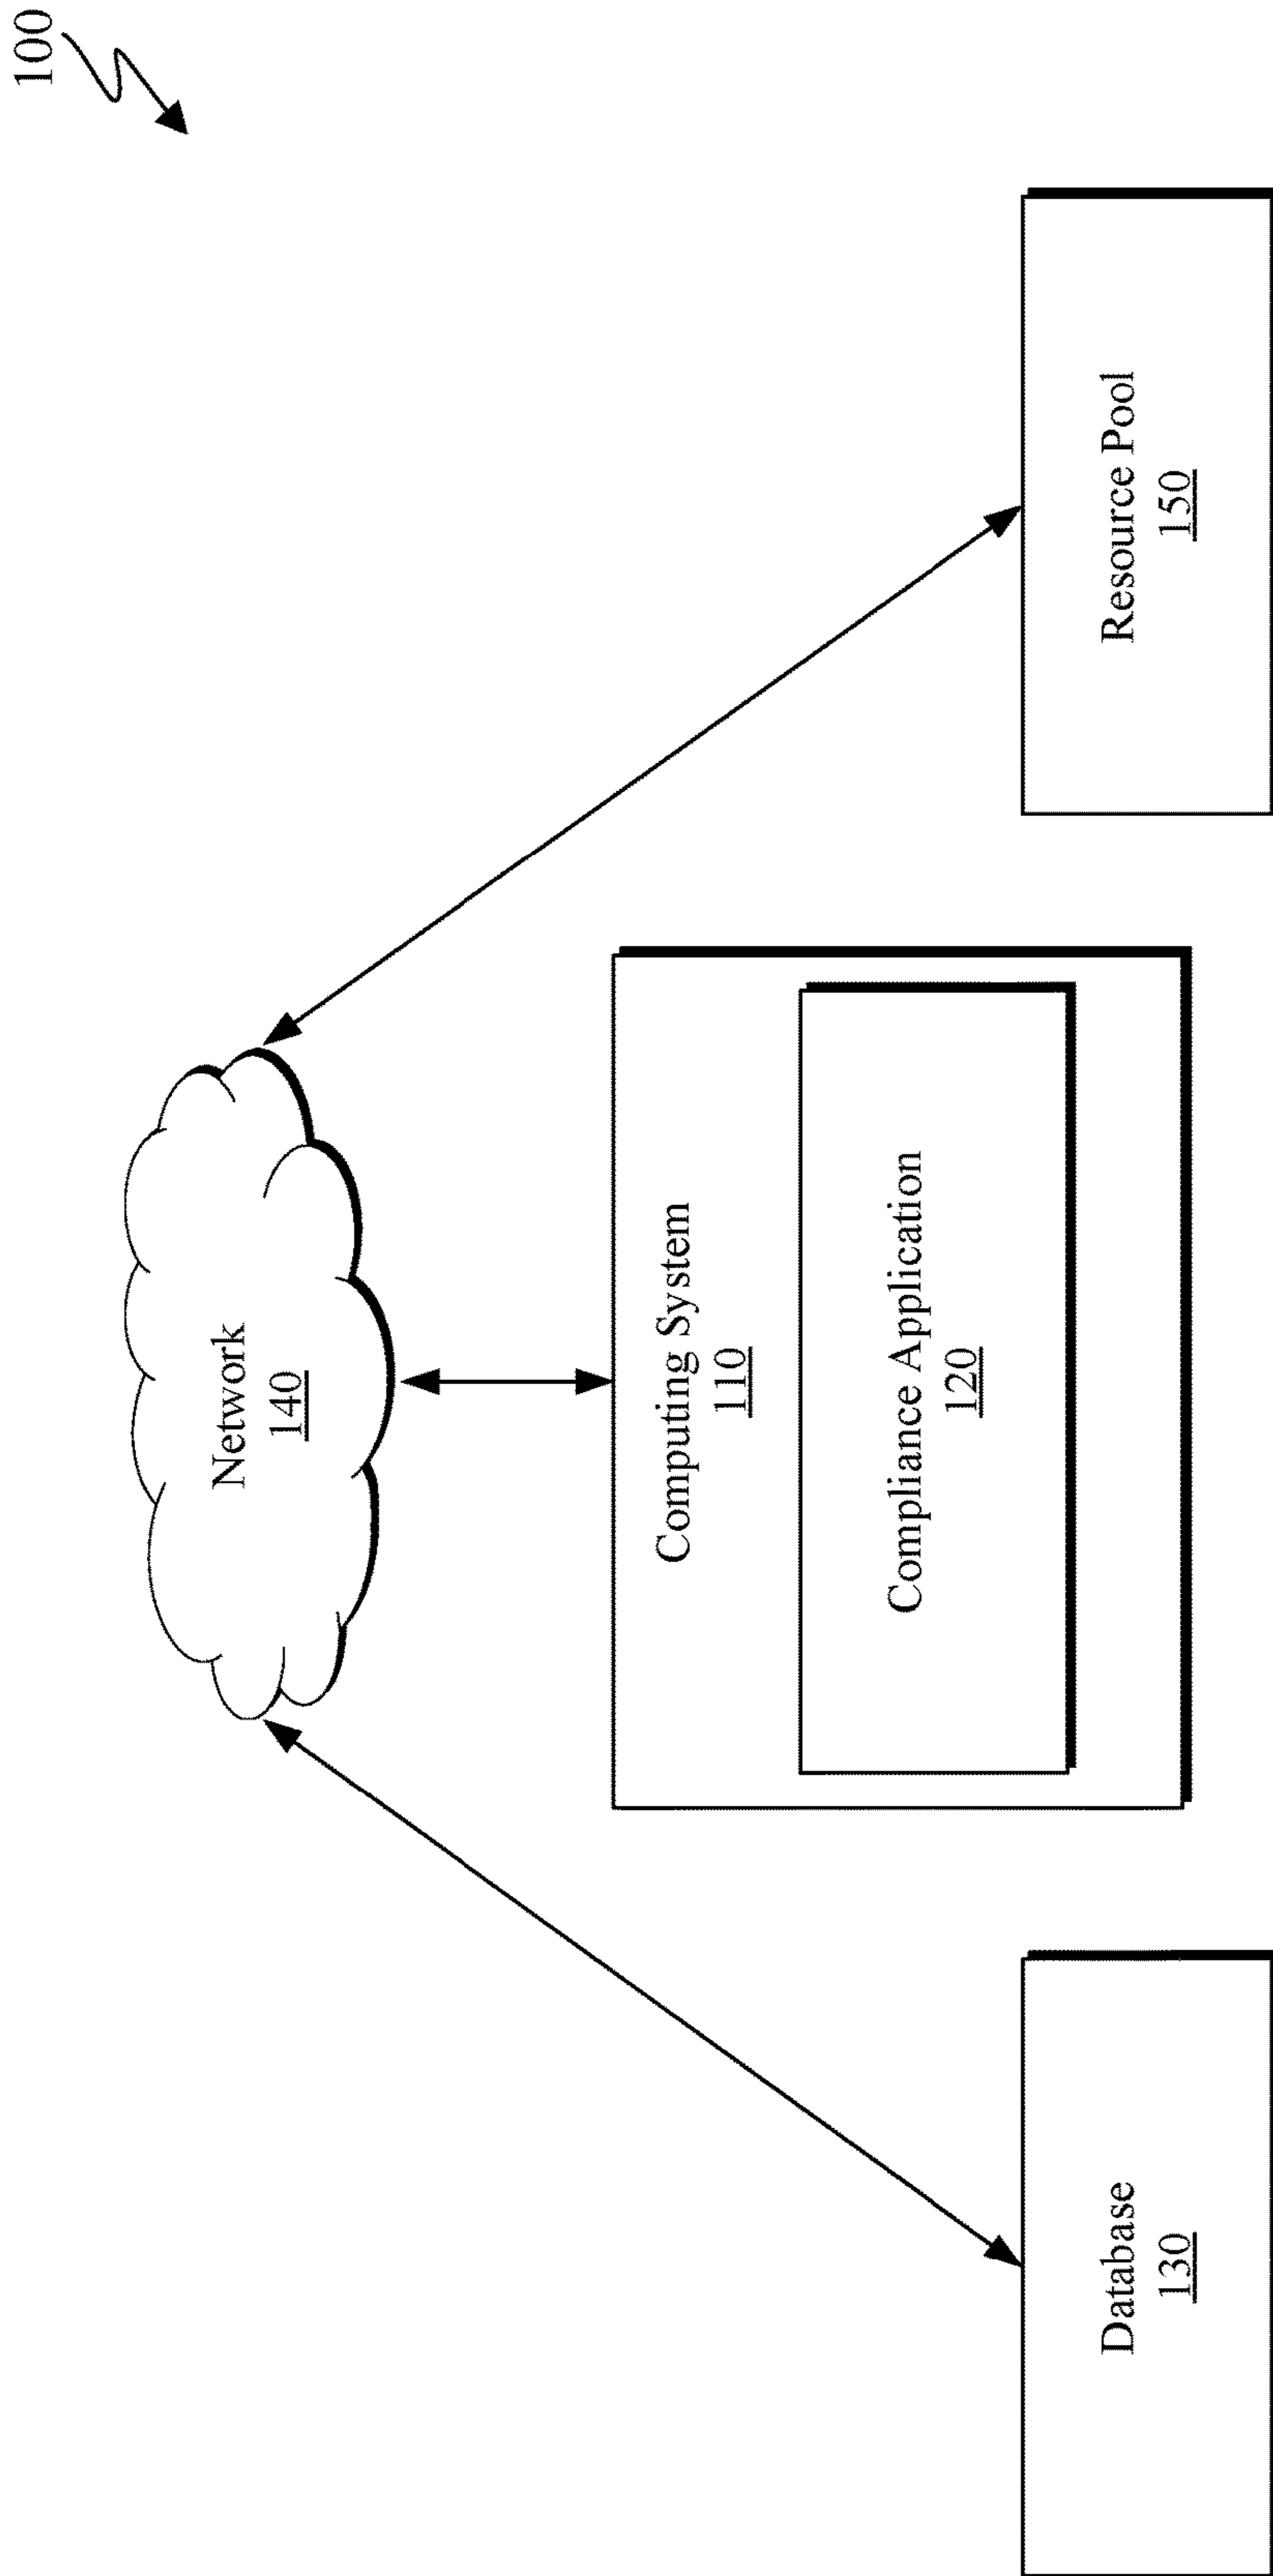 100
Network
140
Computing System
110
Compliance Application
120
Database
130
Resource Pool
150